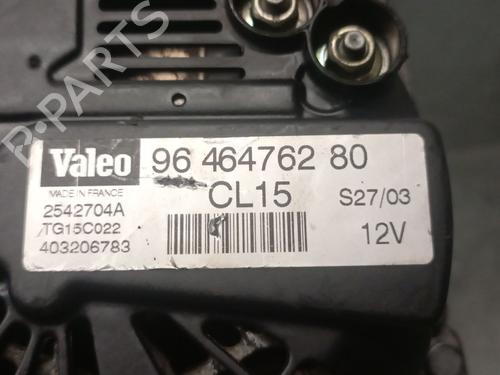 B-PARTS
Valeo 96 464762 80
MADE IN FRANCE CL15 S27/03
2542704A
TG15C022 12V
403206783